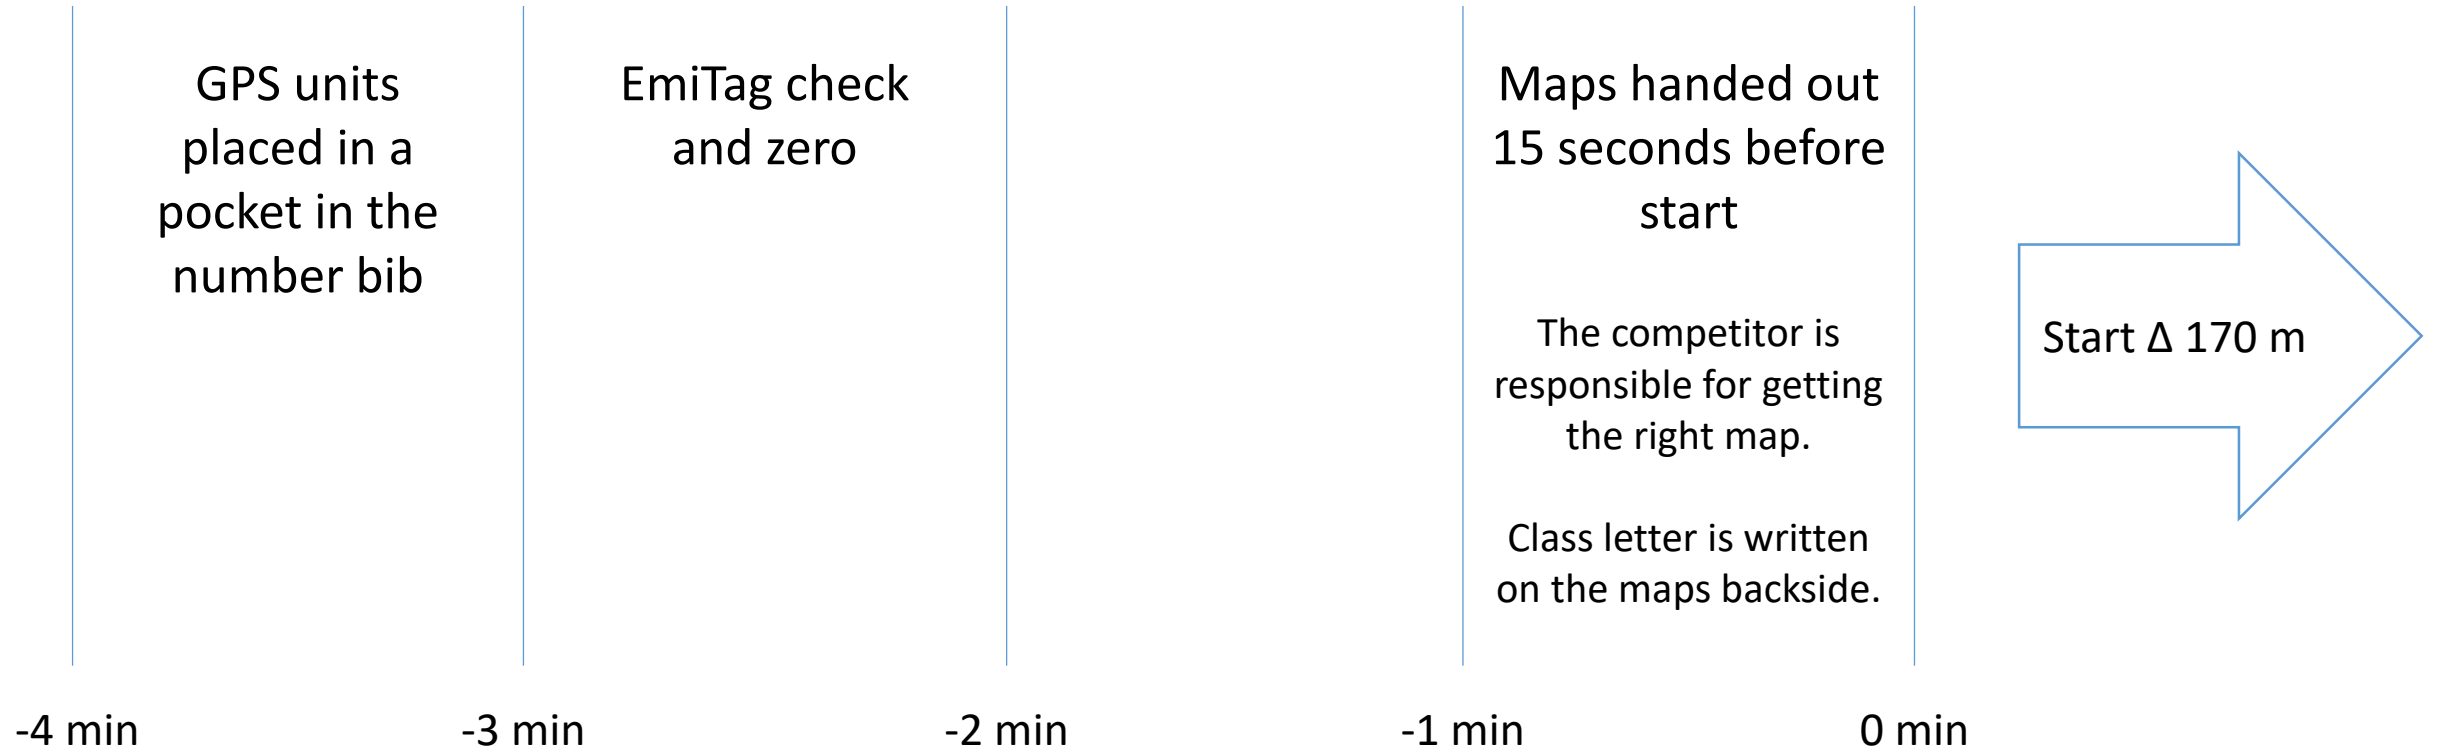 GPS units
placed in a
pocket in the
number bib
EmiTag check
and zero
Maps handed out
15 seconds before
start
The competitor is
responsible for getting
the right map.
Class letter is written
on the maps backside.
Start Δ 170 m
-4 min
-3 min
-2 min
-1 min
0 min